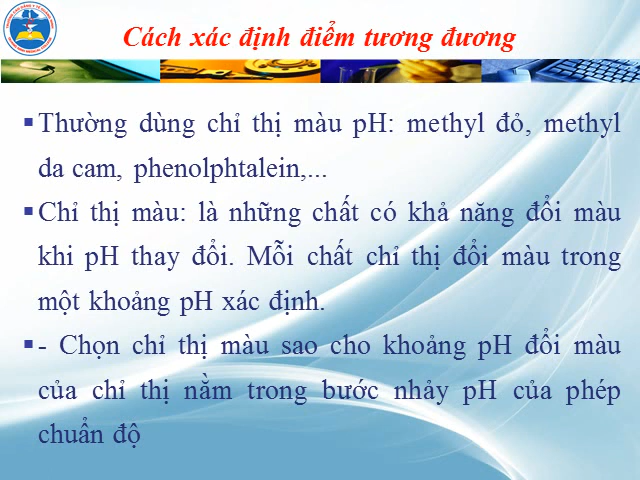 Cách xác định điểm tương đương
▪Thường dùng chỉ thị màu pH: methyl đỏ, methyl
da cam, phenolphtalein,...
▪Chỉ thị màu: là những chất có khả năng đổi màu
khi pH thay đổi. Mỗi chất chỉ thị đổi màu trong
một khoảng pH xác định.
▪- Chọn chỉ thị màu sao cho khoảng pH đổi màu
của chỉ thị nằm trong bước nhảy pH của phép
chuẩn độ